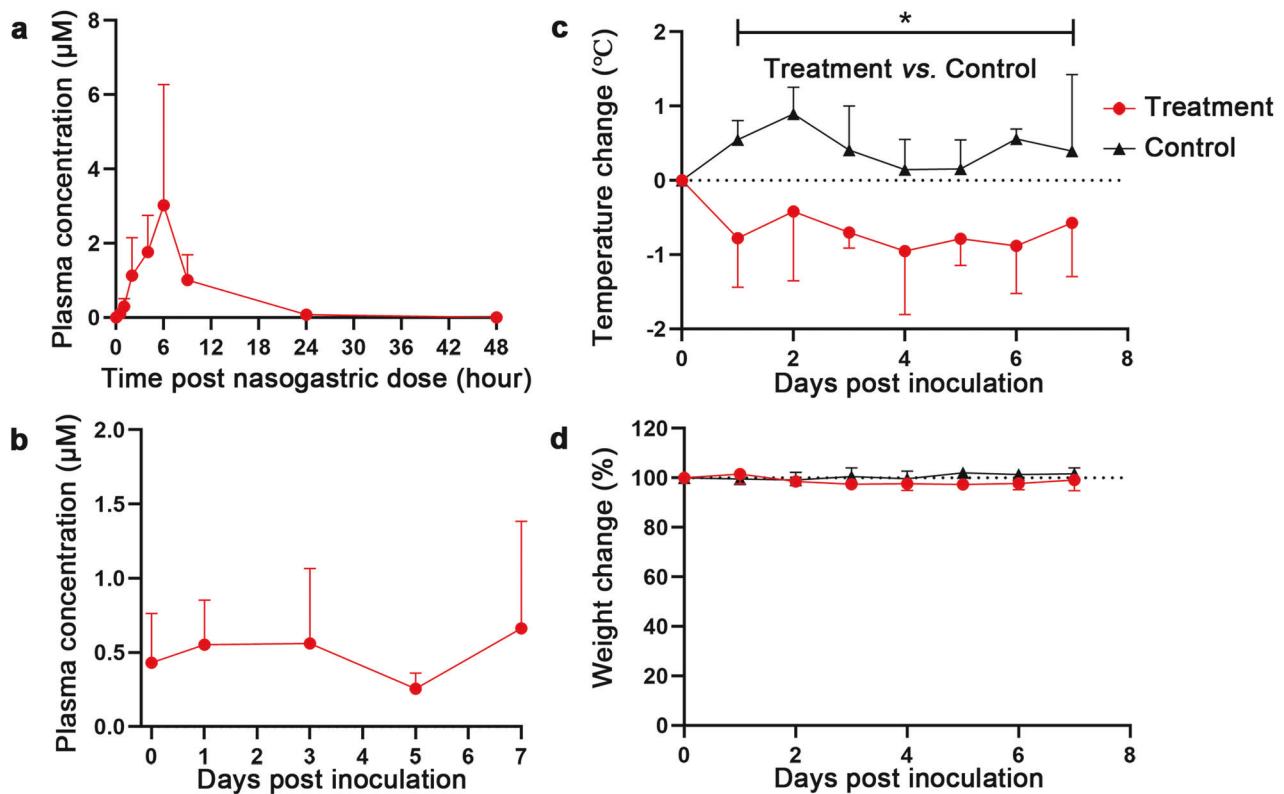 a
Plasma concentration (µM)
8
6
4
2
0
0 6 12 18 24 30 36 42 48
Time post nasogastric dose (hour)
b
Plasma concentration (µM)
2.0
1.5
1.0
0.5
0.0
0 1 2 3 4 5 6 7
Days post inoculation
c
Temperature change (℃)
*
Treatment vs. Control
2
1
0
-1
-2
0 2 4 6 8
Days post inoculation
Treatment
Control
d
Weight change (%)
120
100
80
60
40
20
0
0 2 4 6 8
Days post inoculation